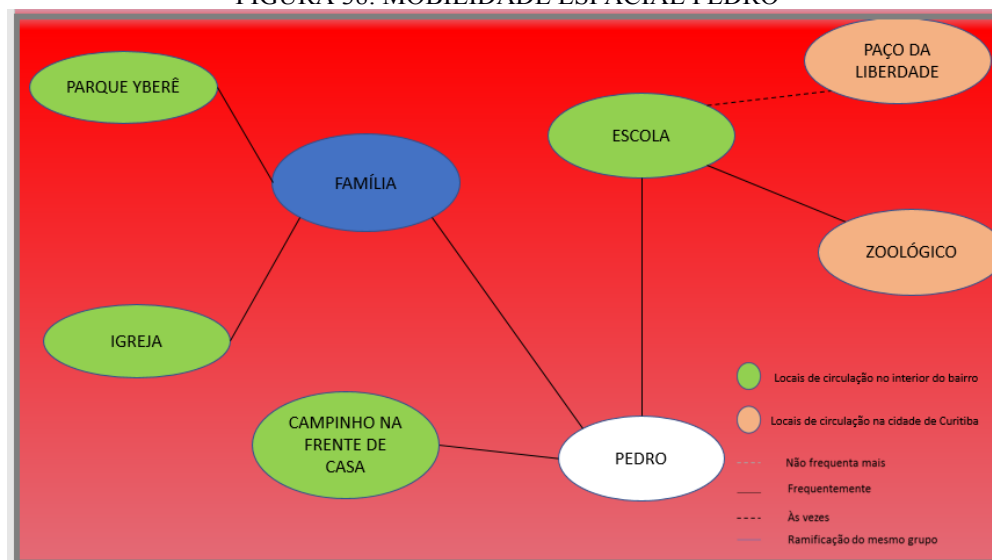 FIGURA 30: MOBILIDADE ESPACIAL PEDRO
PARQUE YBERÊ
FAMÍLIA
IGREJA
CAMPINHO NA
FRENTE DE
CASA
ESCOLA
PAÇO DA
LIBERDADE
ZOOLÓGICO
PEDRO
Locais de circulação no interior do bairro
Locais de circulação na cidade de Curitiba
Não frequenta mais
Frequentemente
Às vezes
Ramificação do mesmo grupo